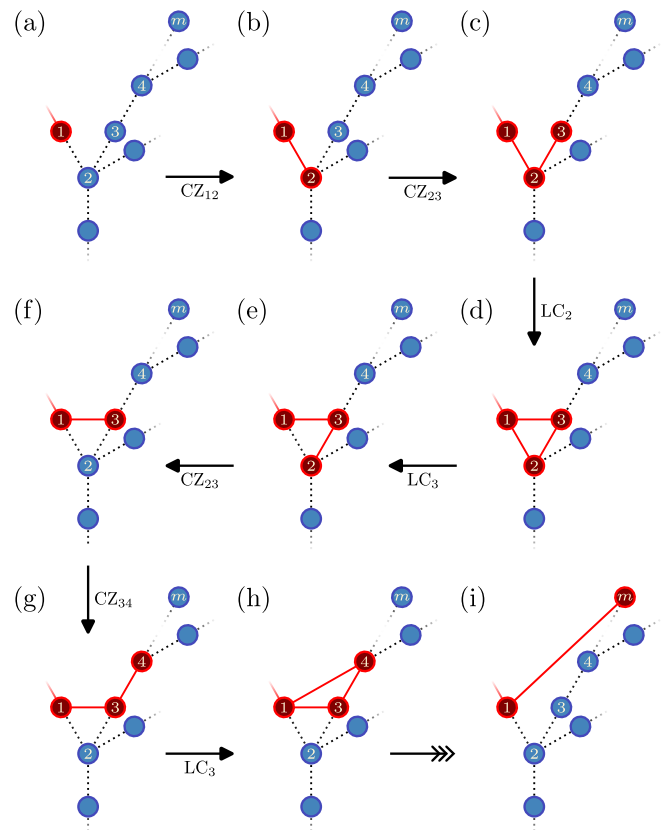 (a) (b) (c)
m m m
4 4 4
1 3 1 3 1 3
2 2 2
CZ₁₂ CZ₂₃
LC₂
(f) (e) (d)
m m m
4 4 4
1 3 1 3 1 3
2 2 2
CZ₂₃ LC₃
CZ₃₄
(g) (h) (i)
m m m
4 4 4
1 3 1 3 1 3
2 2 2
LC₃